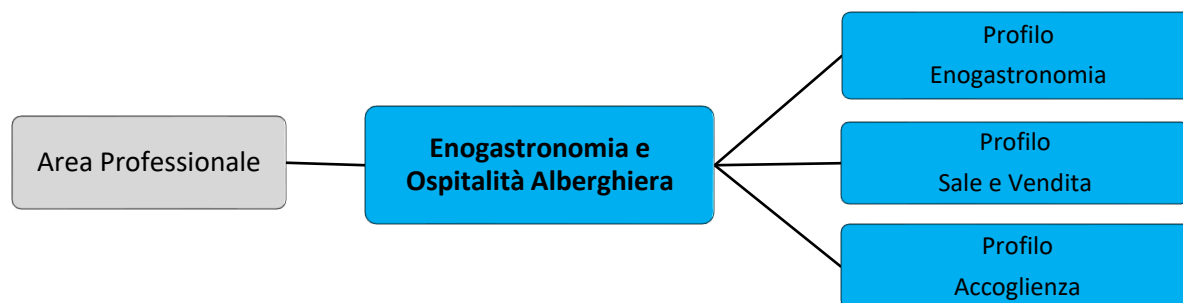 Area Professionale
Enogastronomia e
Ospitalità Alberghiera
Profilo
Enogastronomia
Profilo
Sale e Vendita
Profilo
Accoglienza